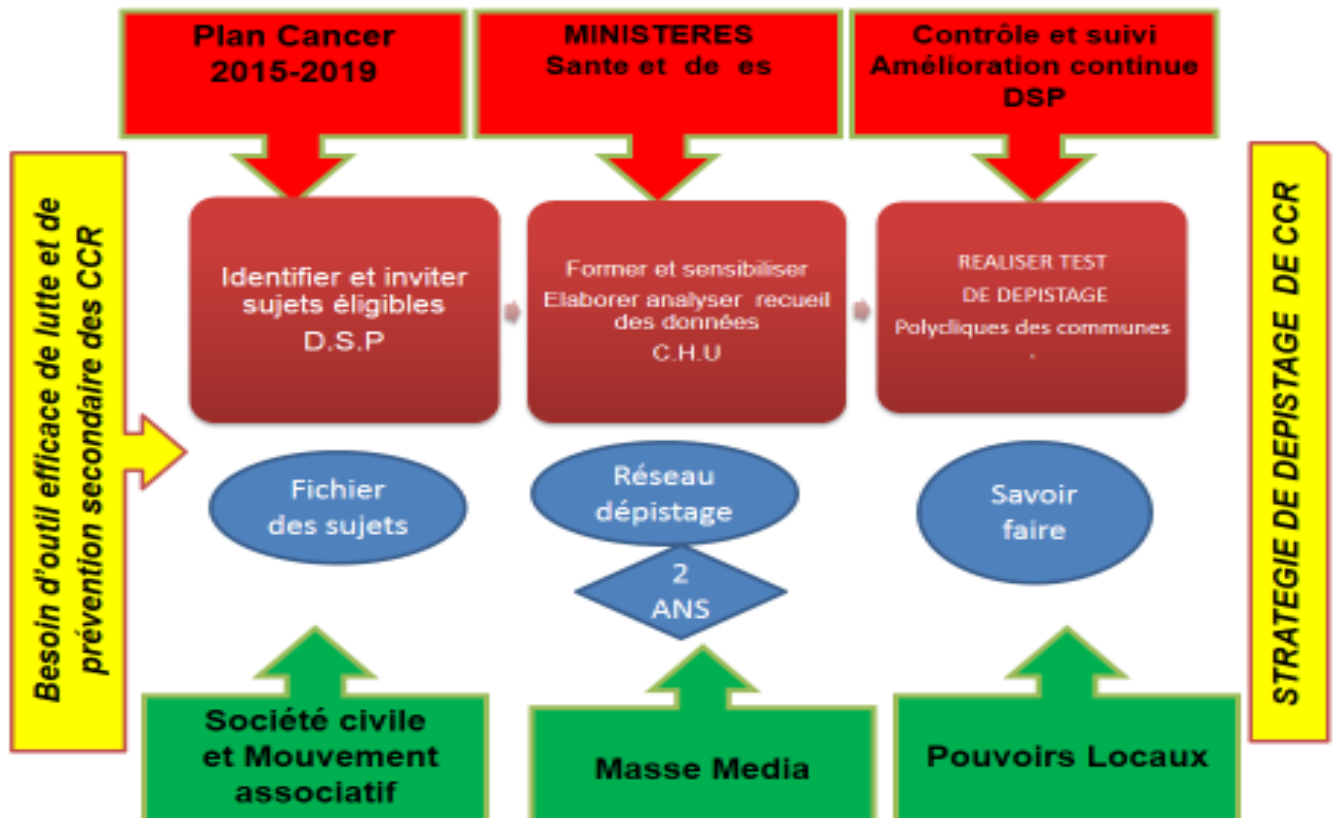 Plan Cancer
2015-2019
MINISTERES
Sante et de es
Contrôle et suivi
Amélioration continue
DSP
Besoin d'outil efficace de lutte et de
prévention secondaire des CCR
Identifier et inviter
sujets éligibles
D.S.P
Former et sensibiliser
Elaborer analyser recueil
des données
C.H.U
REALISER TEST
DE DEPISTAGE
Polycliques des communes
.
STRATEGIE DE DEPISTAGE DE CCR
Fichier
des sujets
Réseau
dépistage
2
ANS
Savoir
faire
Société civile
et Mouvement
associatif
Masse Media
Pouvoirs Locaux